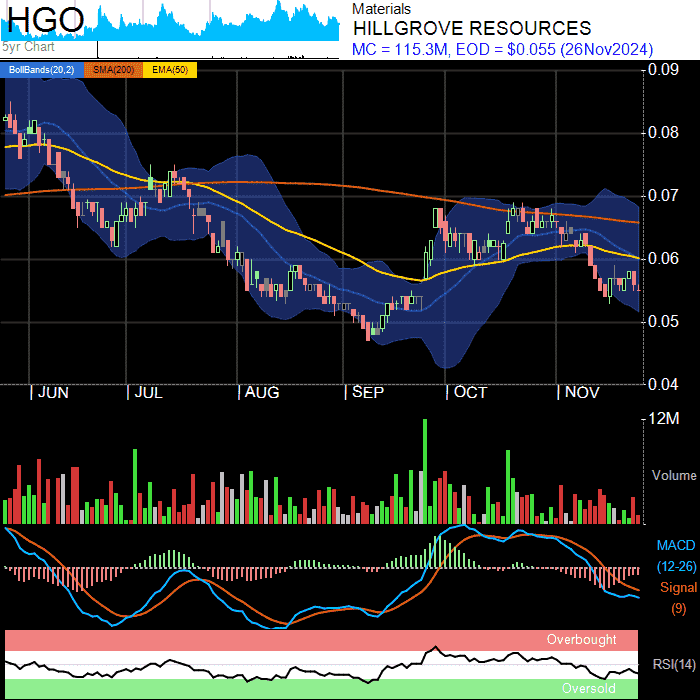 HGO
5yr Chart
Materials
HILLGROVE RESOURCES
MC = 115.3M, EOD = $0.055 (26Nov2024)
BollBands(20,2) SMA(200) EMA(50)
0.09
0.08
0.07
0.06
0.05
0.04
JUN JUL AUG SEP OCT NOV
12M
Volume
MACD
(12-26)
Signal
(9)
Overbought
RSI(14)
Oversold